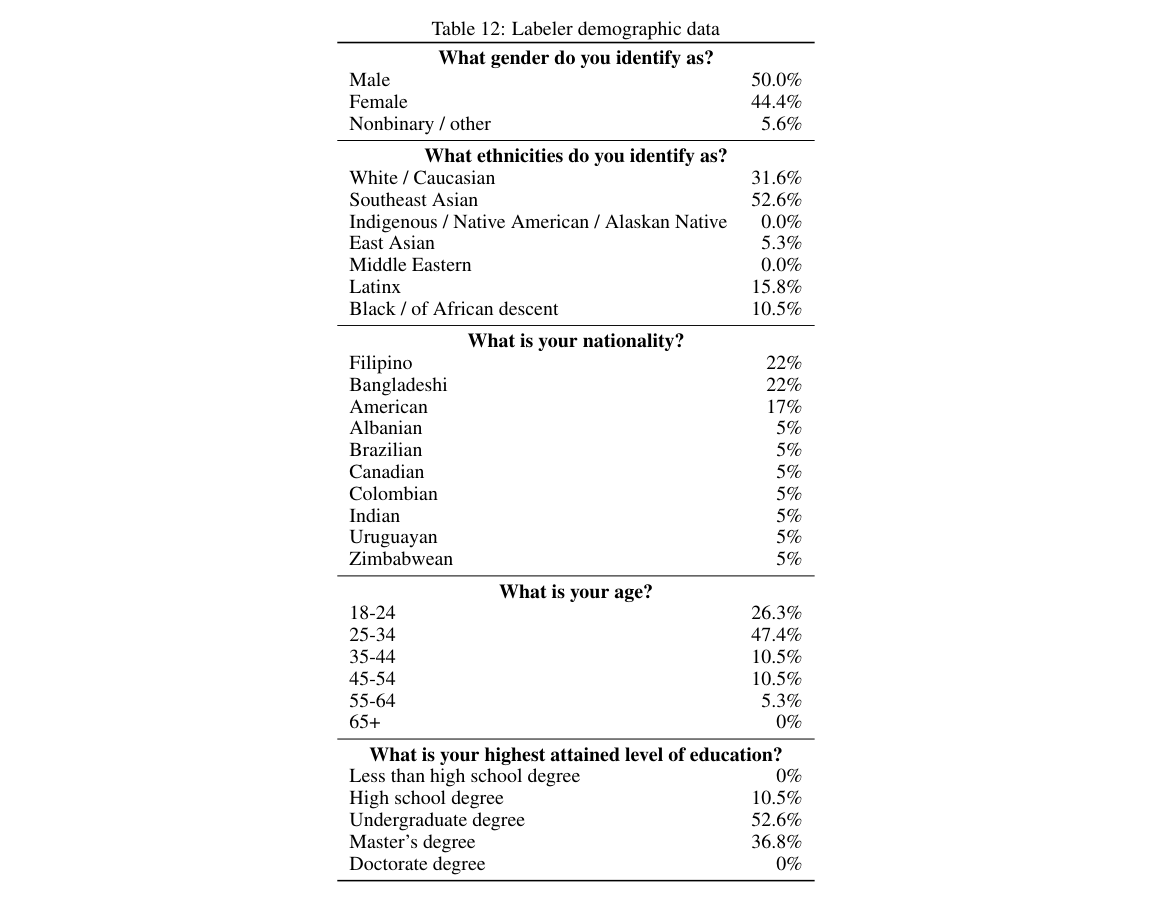 Table 12: Labeler demographic data
What gender do you identify as?
Male 50.0%
Female 44.4%
Nonbinary / other 5.6%
What ethnicities do you identify as?
White / Caucasian 31.6%
Southeast Asian 52.6%
Indigenous / Native American / Alaskan Native 0.0%
East Asian 5.3%
Middle Eastern 0.0%
Latinx 15.8%
Black / of African descent 10.5%
What is your nationality?
Filipino 22%
Bangladeshi 22%
American 17%
Albanian 5%
Brazilian 5%
Canadian 5%
Colombian 5%
Indian 5%
Uruguayan 5%
Zimbabwean 5%
What is your age?
18-24 26.3%
25-34 47.4%
35-44 10.5%
45-54 10.5%
55-64 5.3%
65+ 0%
What is your highest attained level of education?
Less than high school degree 0%
High school degree 10.5%
Undergraduate degree 52.6%
Master’s degree 36.8%
Doctorate degree 0%